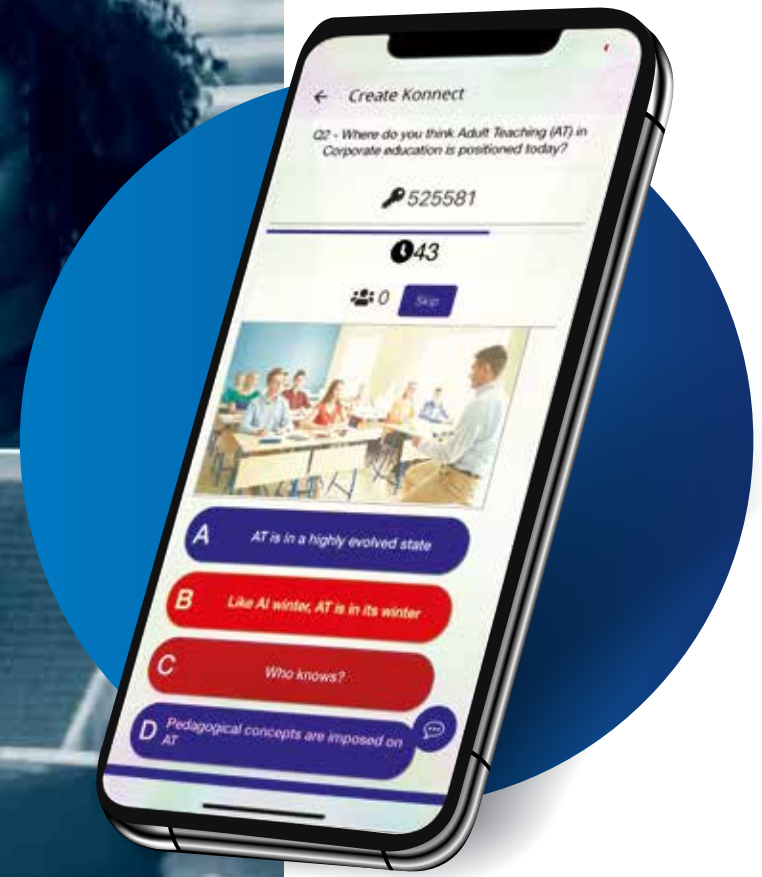 Create Konnect
Q2 - Where do you think Adult Teaching (AT) in
Corporate education is positioned today?
525581
43
0 Skip
A AT is in a highly evolved state
B Like AI winter, AT is in its winter
C Who knows?
D Pedagogical concepts are imposed on
AT